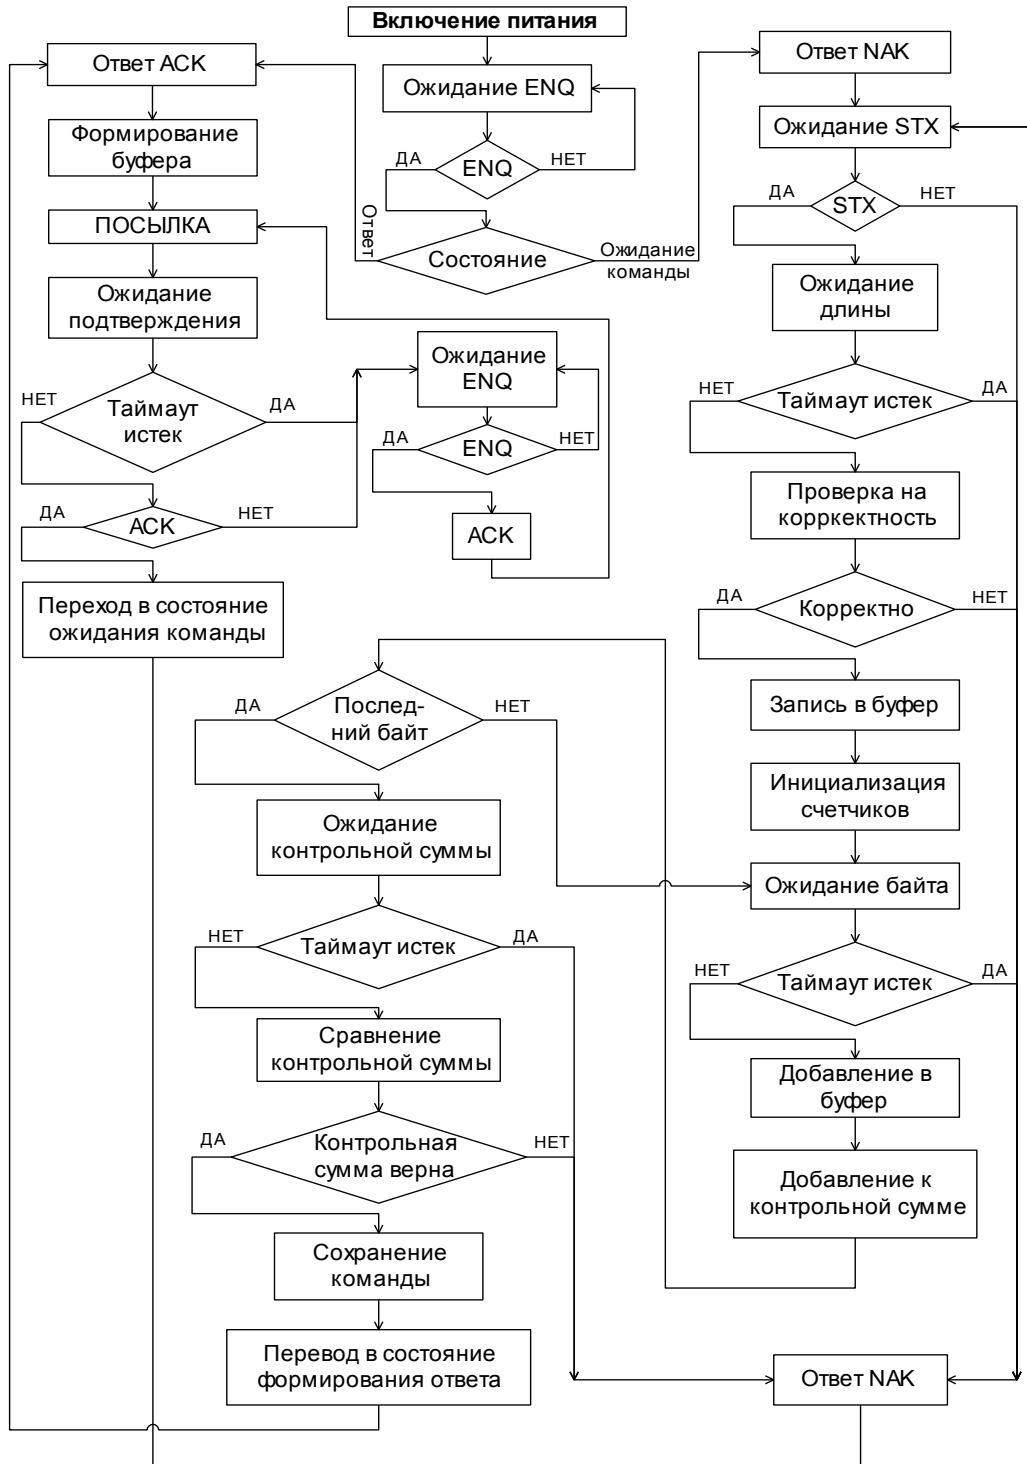 Включение питания
Ответ ACK
Ожидание ENQ
Ответ NAK
Формирование
буфера
ДА
ENQ
НЕТ
Ожидание STX
ДА
STX
НЕТ
ПОСЫЛКА
Ответ
Состояние
Ожидание
команды
Ожидание
подтверждения
Ожидание
длины
Ожидание
ENQ
НЕТ
Таймаут
истек
ДА
ДА
ENQ
НЕТ
НЕТ
Таймаут истек
ДА
Проверка на
корркектность
ДА
ACK
НЕТ
ACK
Переход в состояние
ожидания команды
ДА
Корректно
НЕТ
ДА
Послед-
ний байт
НЕТ
Запись в буфер
Инициализация
счетчиков
Ожидание
контрольной суммы
Ожидание байта
НЕТ
Таймаут истек
ДА
НЕТ
Таймаут истек
ДА
Сравнение
контрольной суммы
Добавление в
буфер
ДА
Контрольная
сумма верна
НЕТ
Добавление к
контрольной сумме
Сохранение
команды
Перевод в состояние
формирования ответа
Ответ NAK